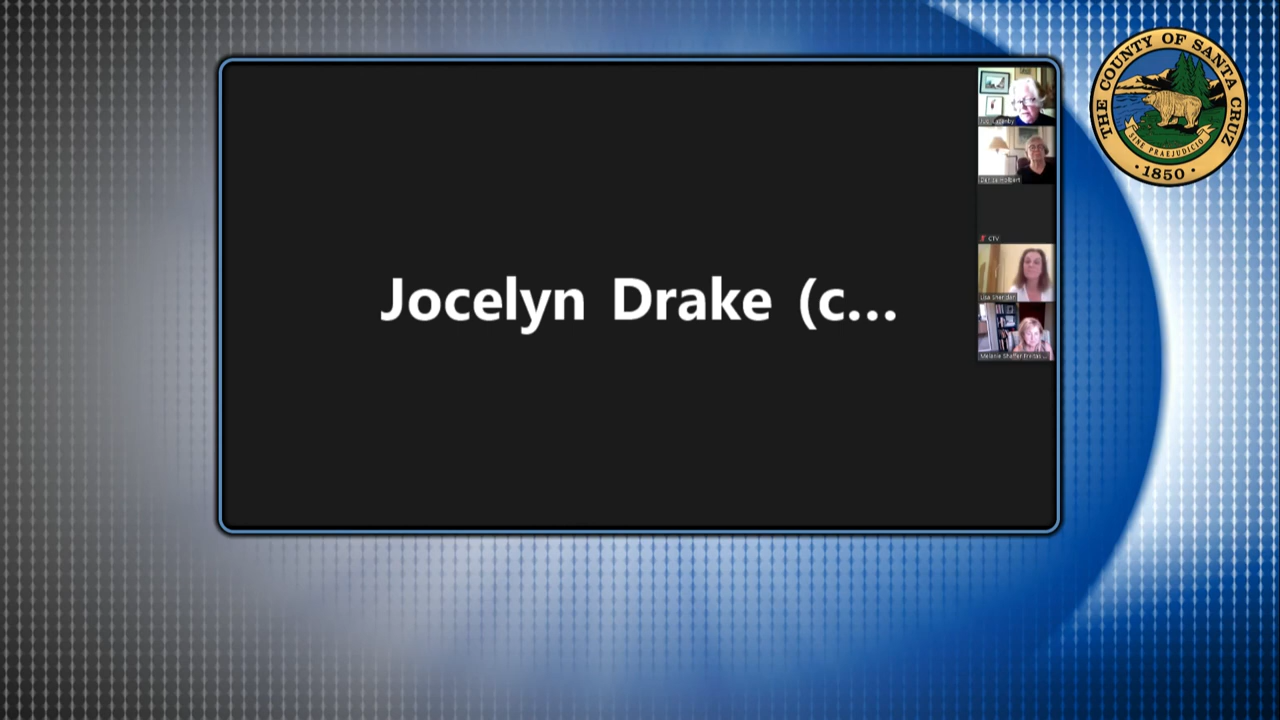 Jocelyn Drake (c...
THE COUNTY OF SANTA CRUZ
SINE PRAEJUDICIO
• 1850 •
CTV
Lisa Sheridan